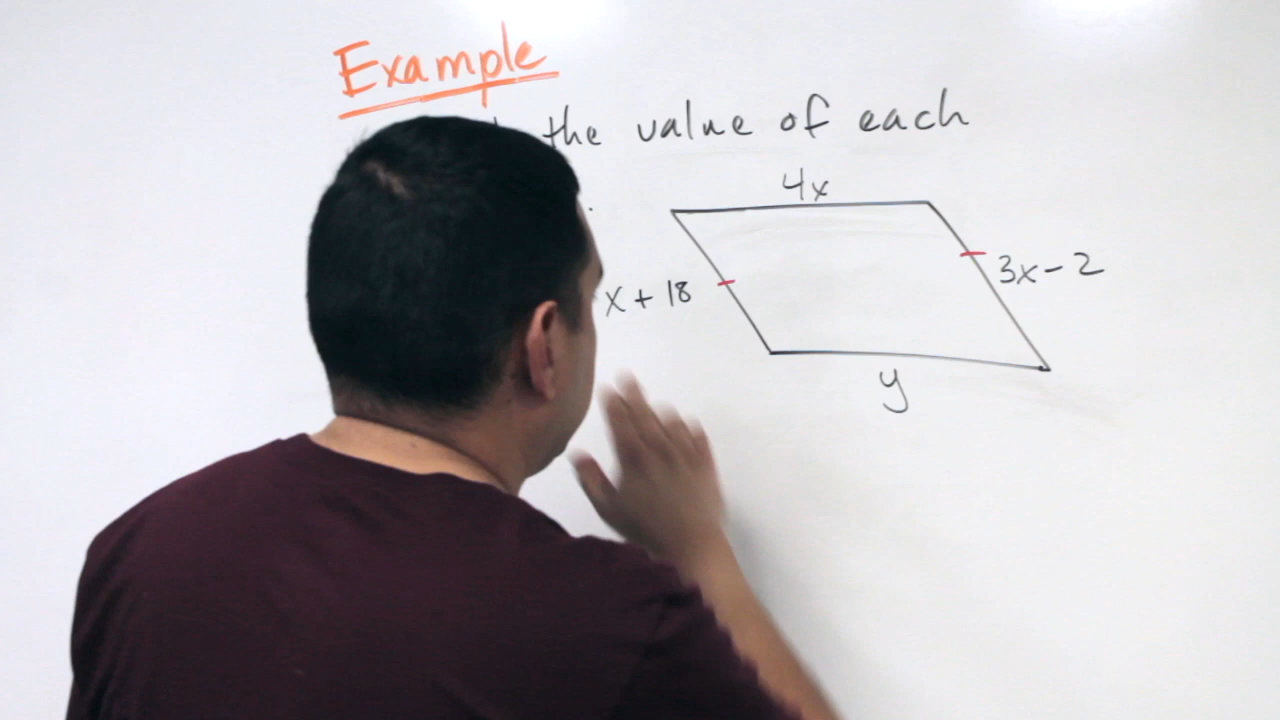 Example
the value of each
4x
x + 18
3x - 2
y